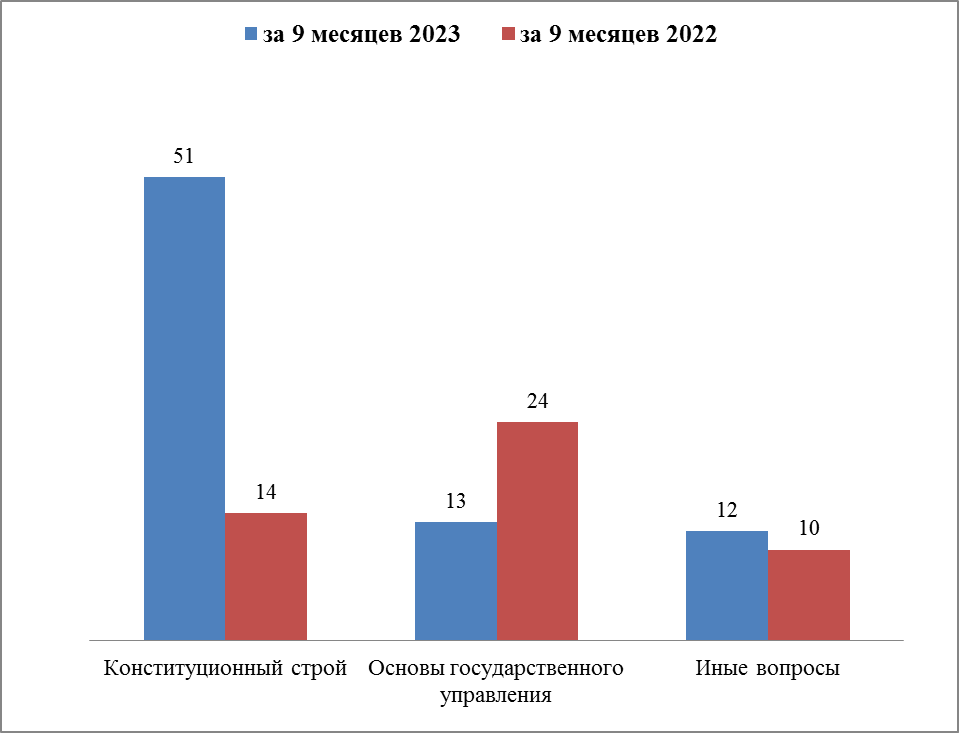 за 9 месяцев 2023 за 9 месяцев 2022
51
14
13
24
12
10
Конституционный строй
Основы государственного
управления
Иные вопросы